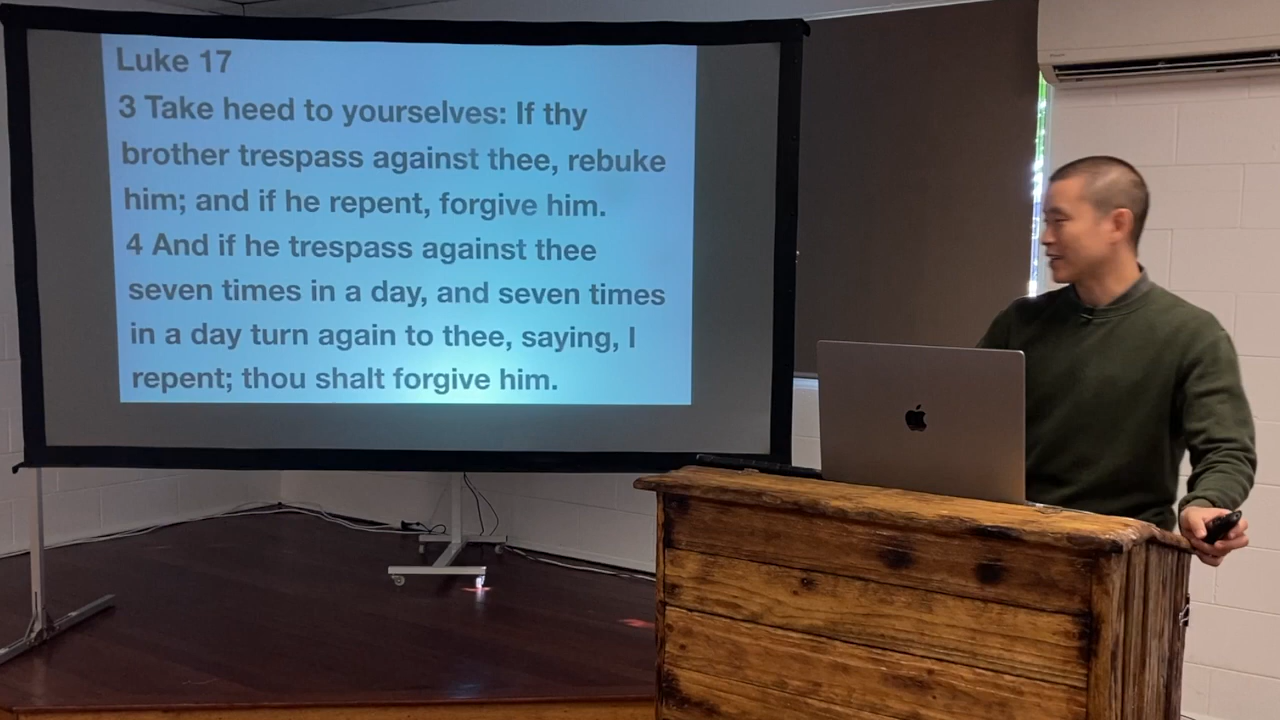 Luke 17
3 Take heed to yourselves: If thy
brother trespass against thee, rebuke
him; and if he repent, forgive him.
4 And if he trespass against thee
seven times in a day, and seven times
in a day turn again to thee, saying, I
repent; thou shalt forgive him.